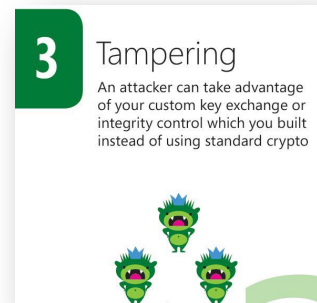 3
Tampering
An attacker can take advantage
of your custom key exchange or
integrity control which you built
instead of using standard crypto